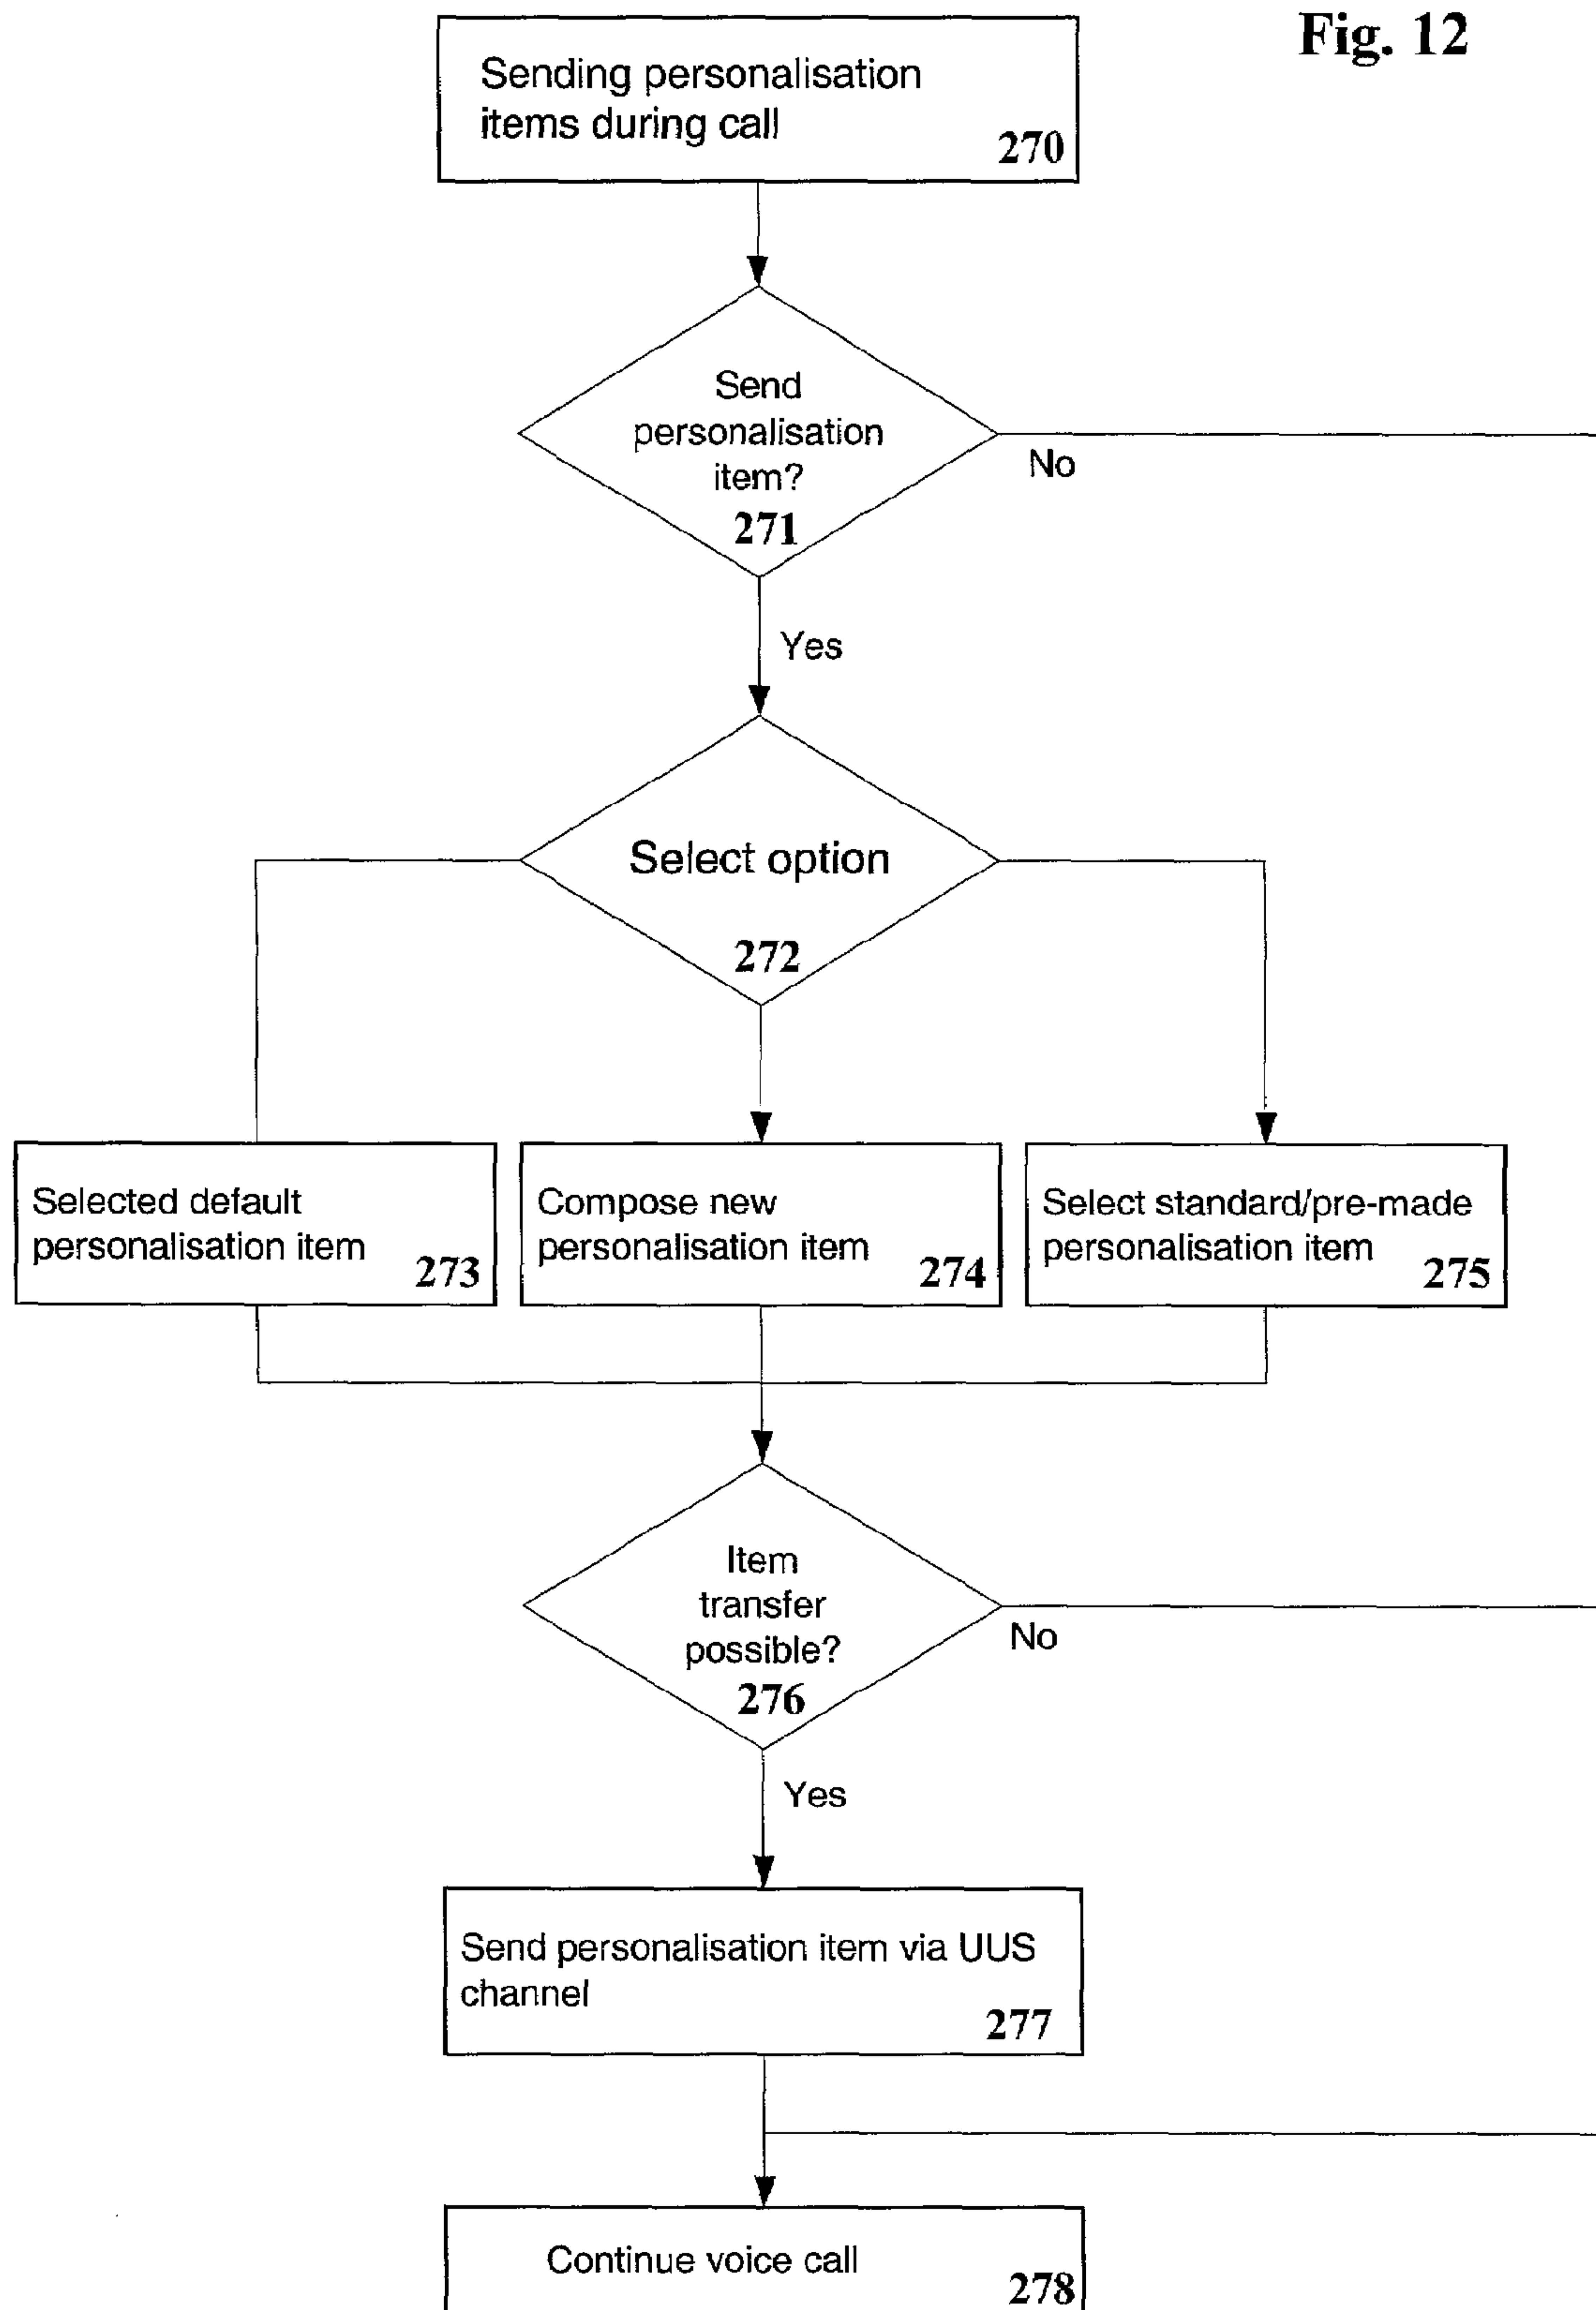 Fig. 12
Sending personalisation
items during call
270
Send
personalisation
item?
271
No
Yes
Select option
272
Selected default
personalisation item
273
Compose new
personalisation item
274
Select standard/pre-made
personalisation item
275
Item
transfer
possible?
276
No
Yes
Send personalisation item via UUS
channel
277
Continue voice call
278